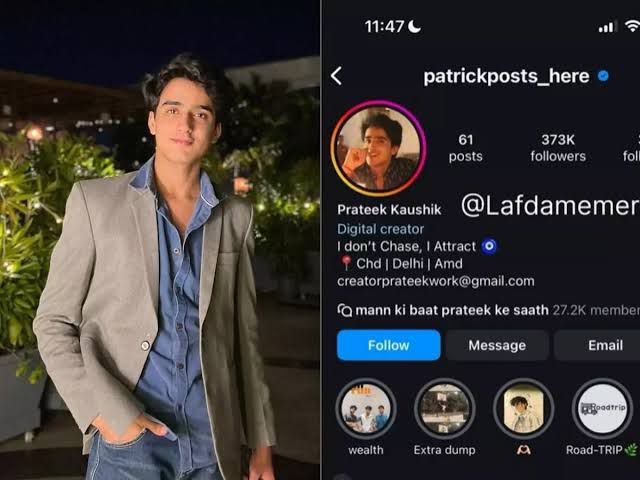 11:47
patrickposts_here
61
posts
373K
followers
Prateek Kaushik
@Lafdamemer
Digital creator
I don't Chase, I Attract 🧿
📍 Chd | Delhi | Amd
creatorprateekwork@gmail.com
mann ki baat prateek ke saath 27.2K member
Follow
Message
Email
wealth
Extra dump
🫶🏻
Roadtrip
Road-TRIP🌿